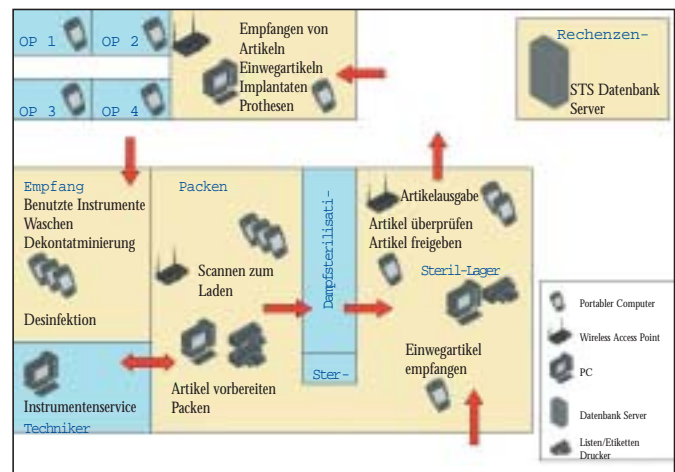 OP 1
OP 2
OP 3
OP 4
Empfangen von
Artikeln
Einwegartikeln
Implantaten
Prothesen
Rechenzen-
STS Datenbank
Server
Empfang
Benutzte Instrumente
Waschen
Dekontatminierung
Desinfektion
Instrumentenservice
Techniker
Packen
Scannen zum
Laden
Artikel vorbereiten
Packen
Dampfsterilisati-
Ster-
Artikelausgabe
Artikel überprüfen
Artikel freigeben
Steril-Lager
Einwegartikel
empfangen
Portabler Computer
Wireless Access Point
PC
Datenbank Server
Listen/Etiketten
Drucker